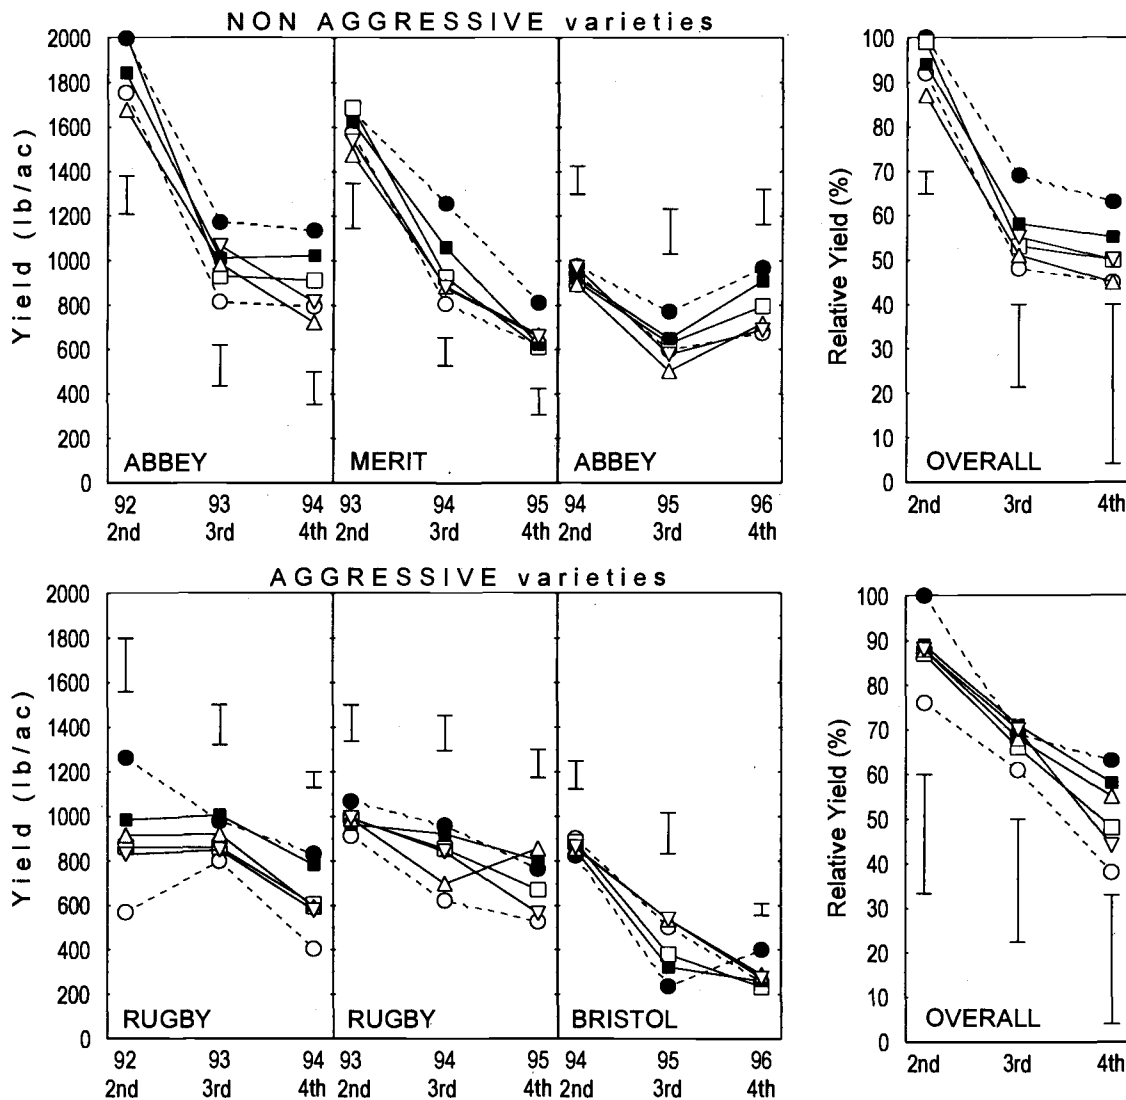 NON AGGRESSIVE varieties
2000
1800
1600
1400
1200
1000
800
600
400
200
0
Yield (lb/ac)
ABBEY
MERIT
ABBEY
92 93 94 93 94 95 94 95 96
2nd 3rd 4th 2nd 3rd 4th 2nd 3rd 4th
100
90
80
70
60
50
40
30
20
10
0
Relative Yield (%)
OVERALL
2nd 3rd 4th
AGGRESSIVE varieties
2000
1800
1600
1400
1200
1000
800
600
400
200
0
Yield (lb/ac)
RUGBY
RUGBY
BRISTOL
92 93 94 93 94 95 94 95 96
2nd 3rd 4th 2nd 3rd 4th 2nd 3rd 4th
100
90
80
70
60
50
40
30
20
10
0
Relative Yield (%)
OVERALL
2nd 3rd 4th